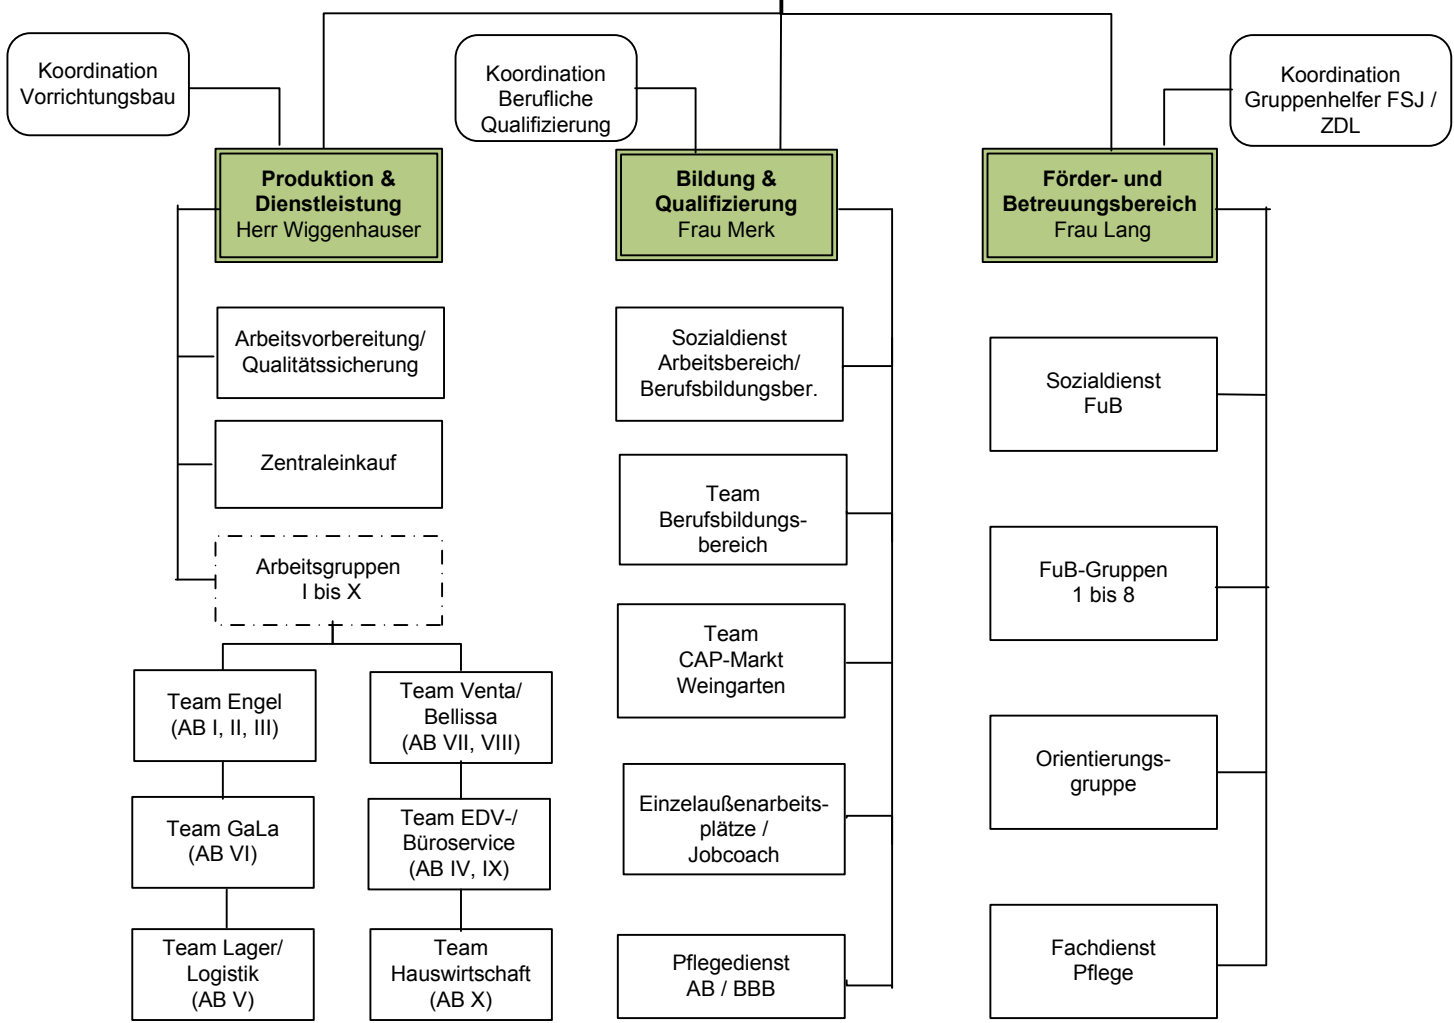 Koordination
Vorrichtungsbau
Koordination
Berufliche
Qualifizierung
Koordination
Gruppenhelfer FSJ /
ZDL
Produktion &
Dienstleistung
Herr Wiggenhauser
Bildung &
Qualifizierung
Frau Merk
Förder- und
Betreuungsbereich
Frau Lang
Arbeitsvorbereitung/
Qualitätssicherung
Zentraleinkauf
Arbeitsgruppen
I bis X
Team Engel
(AB I, II, III)
Team Venta/
Bellissa
(AB VII, VIII)
Team GaLa
(AB VI)
Team EDV-/
Büroservice
(AB IV, IX)
Team Lager/
Logistik
(AB V)
Team
Hauswirtschaft
(AB X)
Sozialdienst
Arbeitsbereich/
Berufsbildungsber.
Team
Berufsbildungs-
bereich
Team
CAP-Markt
Weingarten
Einzelaußenarbeits-
plätze /
Jobcoach
Pflegedienst
AB / BBB
Sozialdienst
FuB
FuB-Gruppen
1 bis 8
Orientierungs-
gruppe
Fachdienst
Pflege